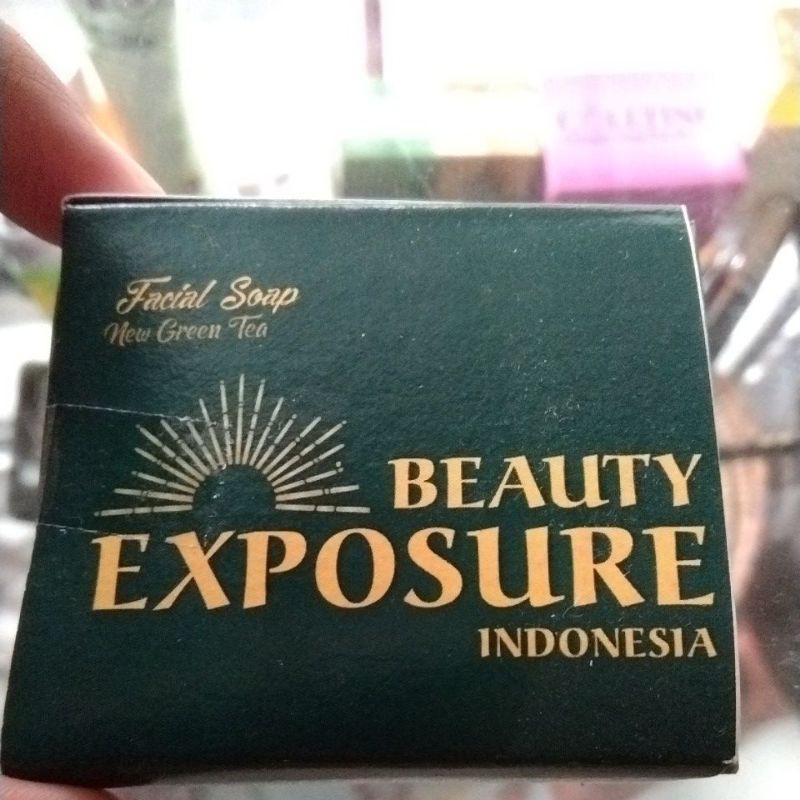 Facial Soap
New Green Tea
BEAUTY
EXPOSURE
INDONESIA